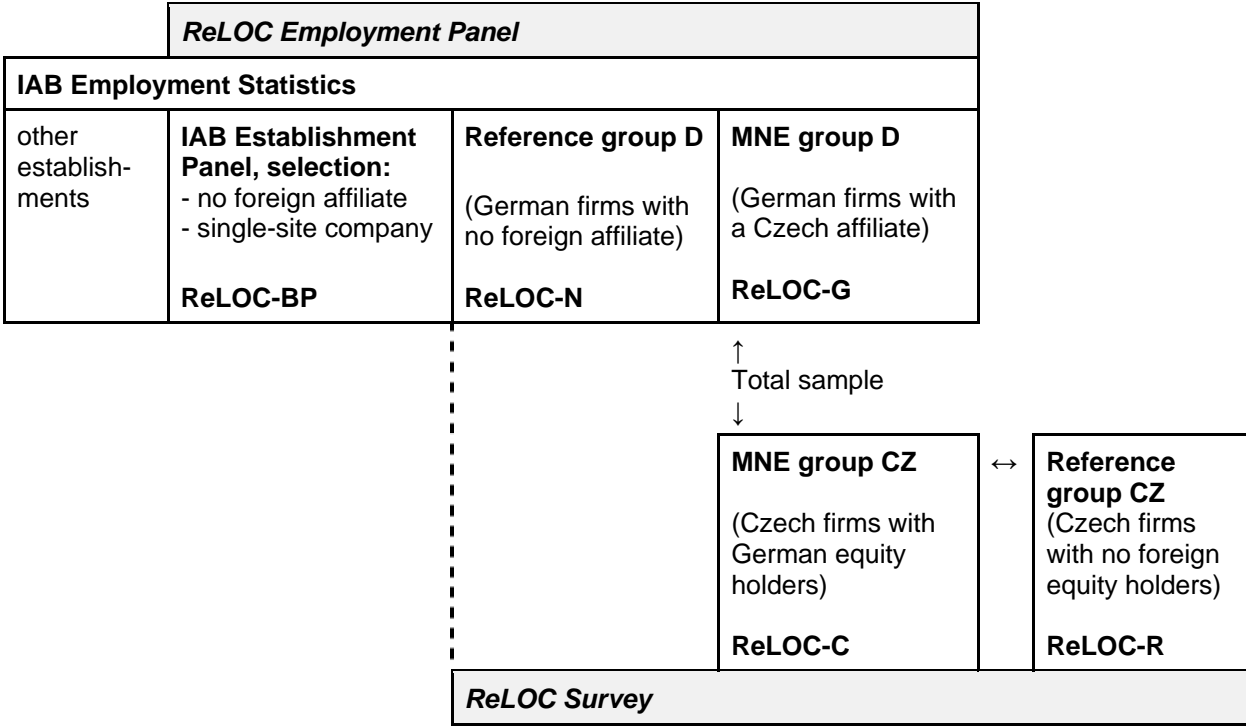 ReLOC Employment Panel
IAB Employment Statistics
other
establish-
ments
IAB Establishment
Panel, selection:
- no foreign affiliate
- single-site company
ReLOC-BP
Reference group D
(German firms with
no foreign affiliate)
ReLOC-N
MNE group D
(German firms with
a Czech affiliate)
ReLOC-G
↑
Total sample
↓
MNE group CZ
(Czech firms with
German equity
holders)
ReLOC-C
↔
Reference
group CZ
(Czech firms
with no foreign
equity holders)
ReLOC-R
ReLOC Survey